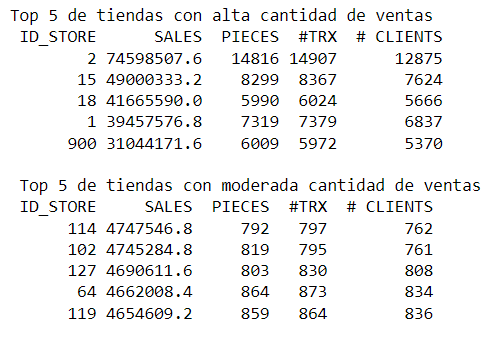 Top 5 de tiendas con alta cantidad de ventas
ID_STORE SALES PIECES #TRX # CLIENTS
2 74598507.6 14816 14907 12875
15 49000333.2 8299 8367 7624
18 41665590.0 5990 6024 5666
1 39457576.8 7319 7379 6837
900 31044171.6 6009 5972 5370
Top 5 de tiendas con moderada cantidad de ventas
ID_STORE SALES PIECES #TRX # CLIENTS
114 4747546.8 792 797 762
102 4745284.8 819 795 761
127 4690611.6 803 830 808
64 4662008.4 864 873 834
119 4654609.2 859 864 836